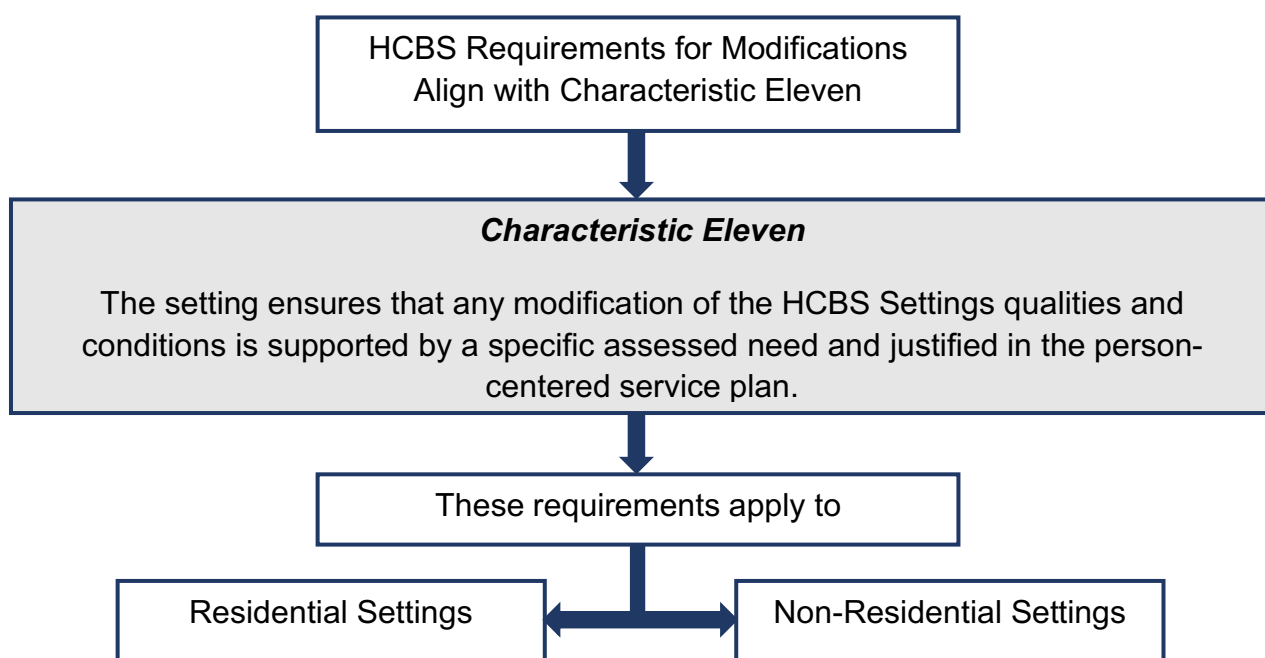 HCBS Requirements for Modifications
Align with Characteristic Eleven
Characteristic Eleven
The setting ensures that any modification of the HCBS Settings qualities and
conditions is supported by a specific assessed need and justified in the person-
centered service plan.
These requirements apply to
Residential Settings
Non-Residential Settings